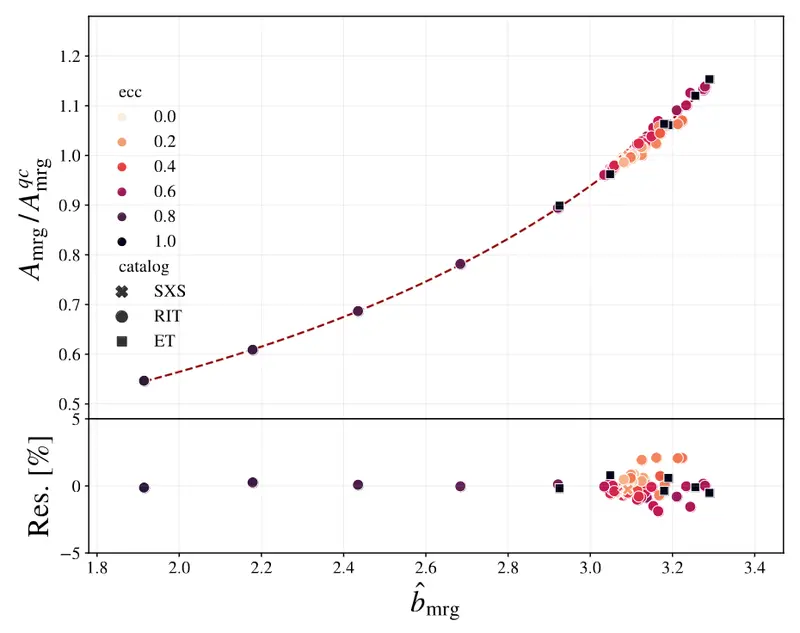 A_mrg / A^qc_mrg
1.2
1.1
1.0
0.9
0.8
0.7
0.6
0.5
ecc
0.0
0.2
0.4
0.6
0.8
1.0
catalog
SXS
RIT
ET
Res. [%]
5
0
−5
1.8 2.0 2.2 2.4 2.6 2.8 3.0 3.2 3.4
b̂_mrg